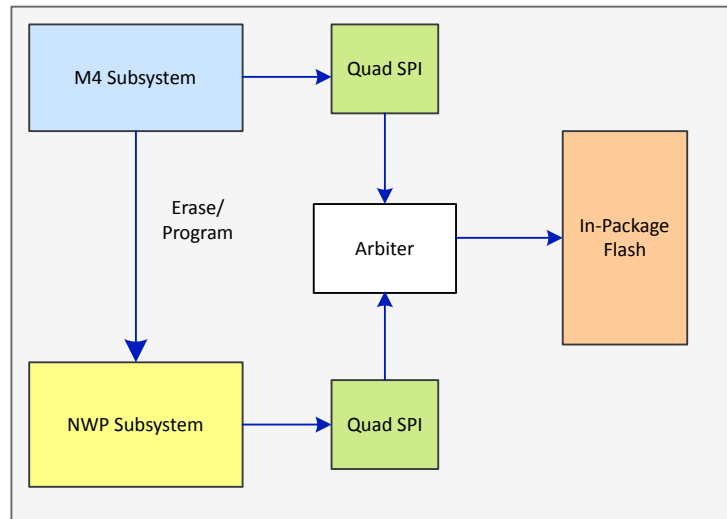 M4 Subsystem
Quad SPI
Erase/
Program
Arbiter
In-Package
Flash
NWP Subsystem
Quad SPI